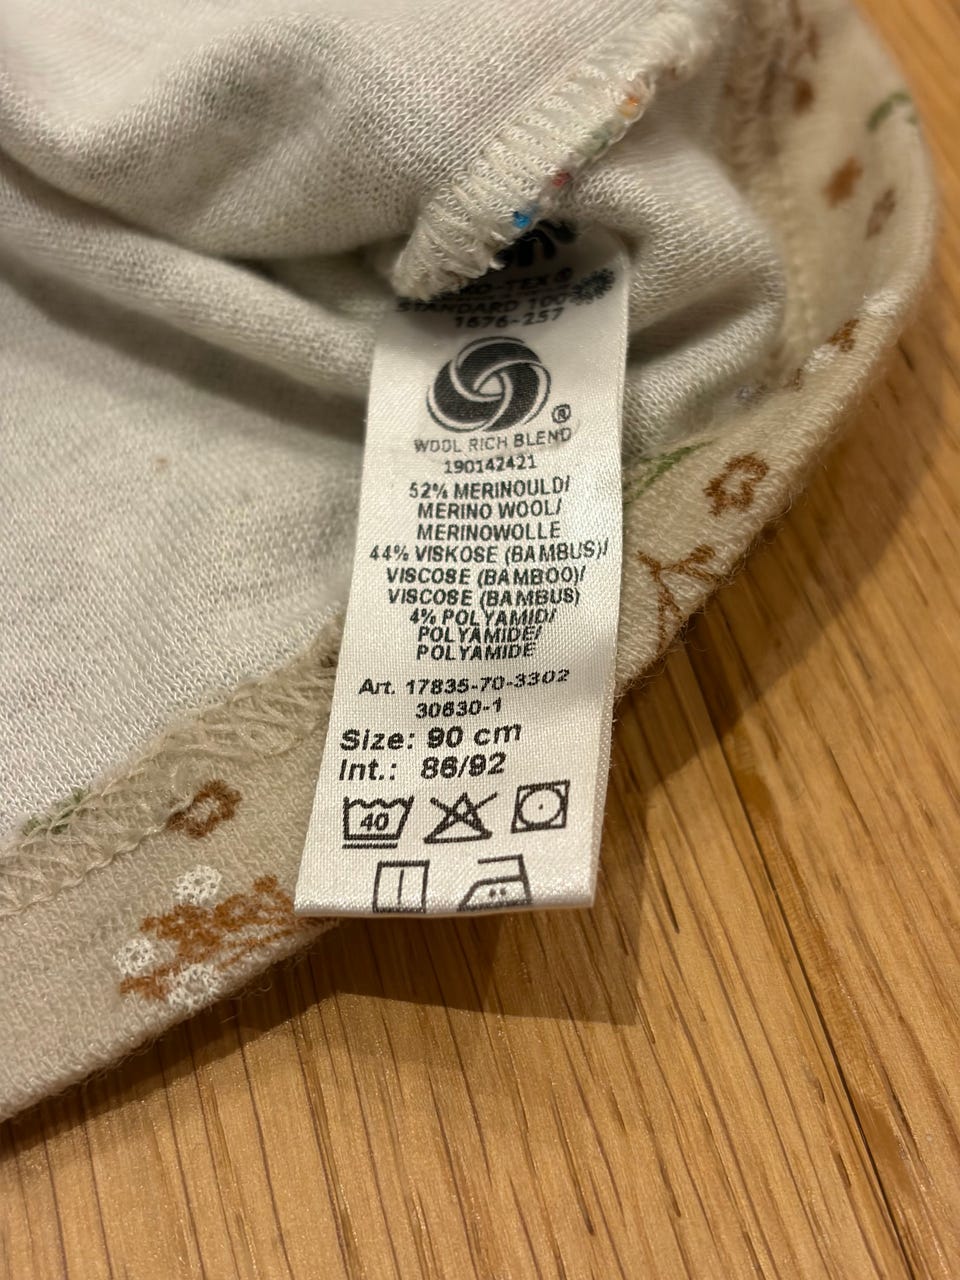 STANDARD 100
1676-257
WOOL RICH BLEND
190142421
52% MERINOULD/
MERINO WOOL/
MERINOWOLLE
44% VISKOSE (BAMBUS)/
VISCOSE (BAMBOO)/
VISCOSE (BAMBUS)
4% POLYAMID/
POLYAMIDE/
POLYAMIDE
Art. 17835-70-3302
30630-1
Size: 90 cm
Int.: 86/92
40